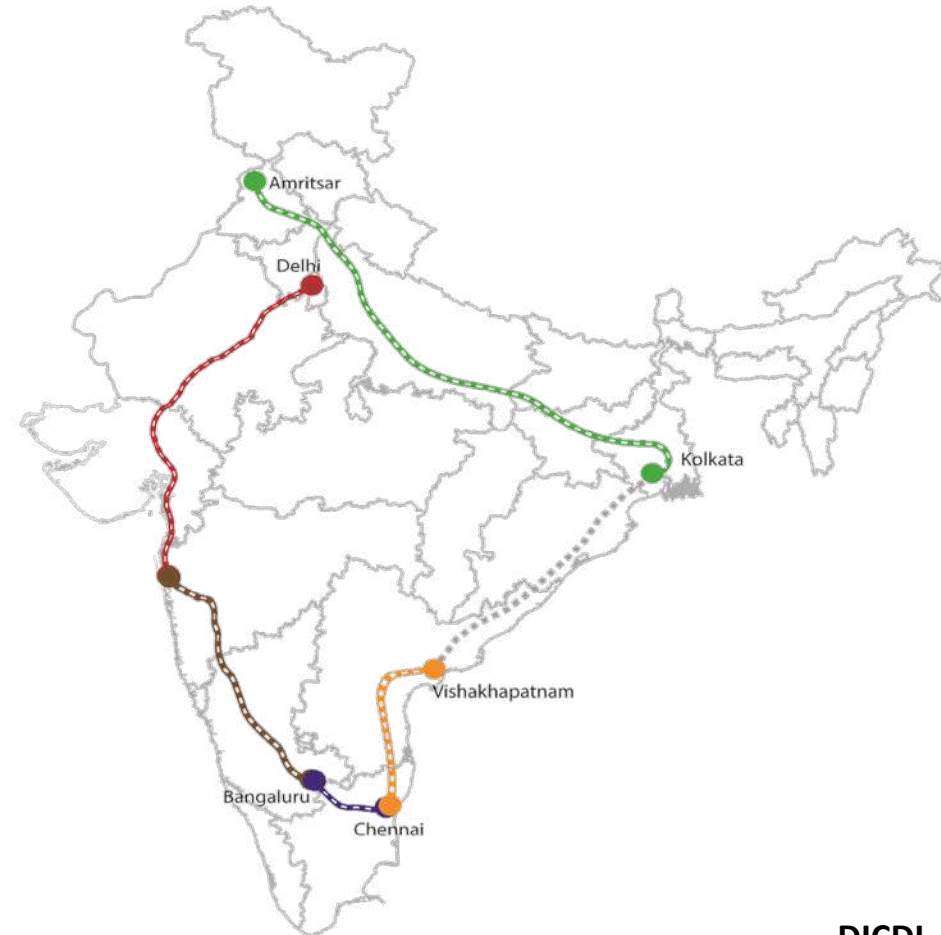 Amritsar
Delhi
Kolkata
Vishakhapatnam
Bangaluru
Chennai